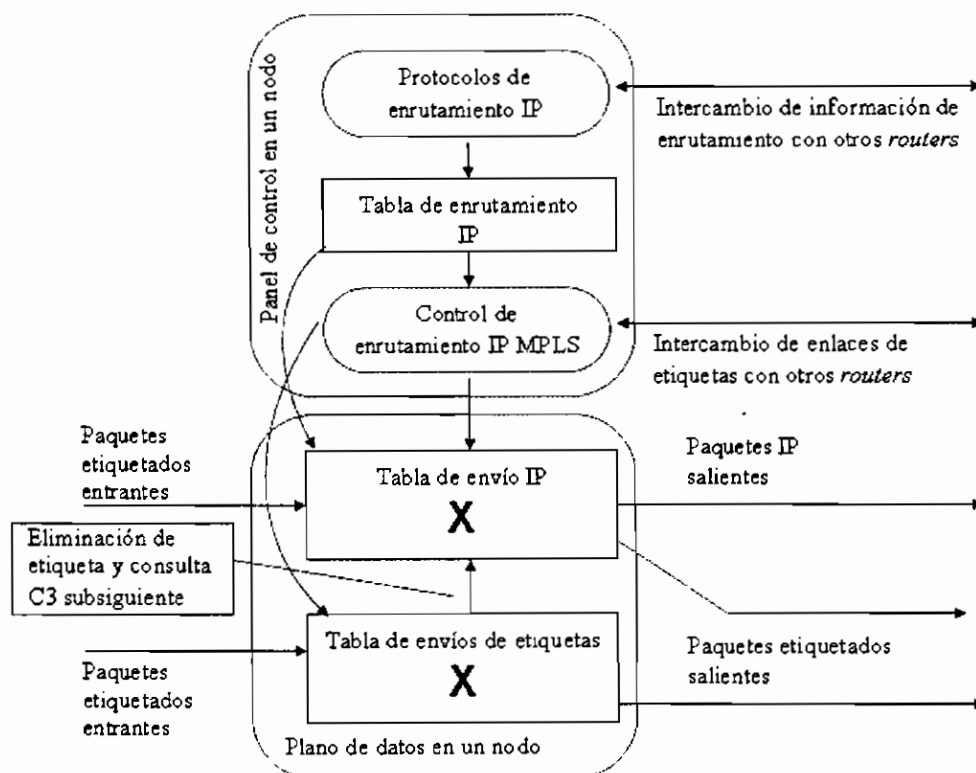 Panel de control en un nodo
Protocolos de
enrutamiento IP
Intercambio de información de
enrutamiento con otros routers
Tabla de enrutamiento
IP
Control de
enrutamiento IP MPLS
Intercambio de enlaces de
etiquetas con otros routers
Paquetes
etiquetados
entrantes
Tabla de envío IP
X
Paquetes IP
salientes
Eliminación de
etiqueta y consulta
C3 subsiguiente
Tabla de envíos de etiquetas
X
Paquetes etiquetados
salientes
Paquetes
etiquetados
entrantes
Plano de datos en un nodo